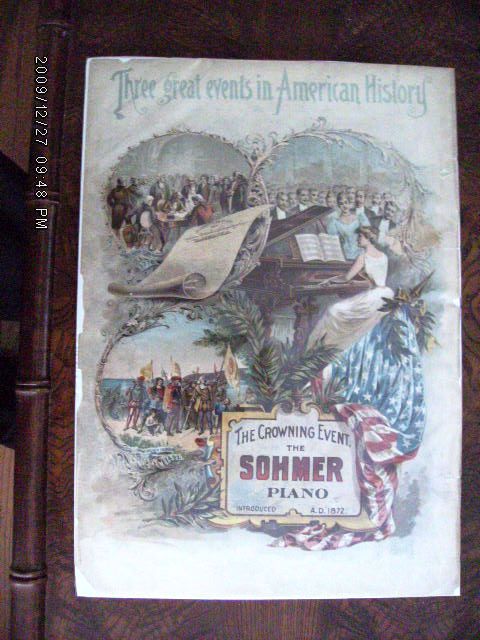 2009/12/27 09:48 PM
Three great events in American History
THE CROWNING EVENT,
THE
SOHMER
PIANO
INTRODUCED A.D. 1872.